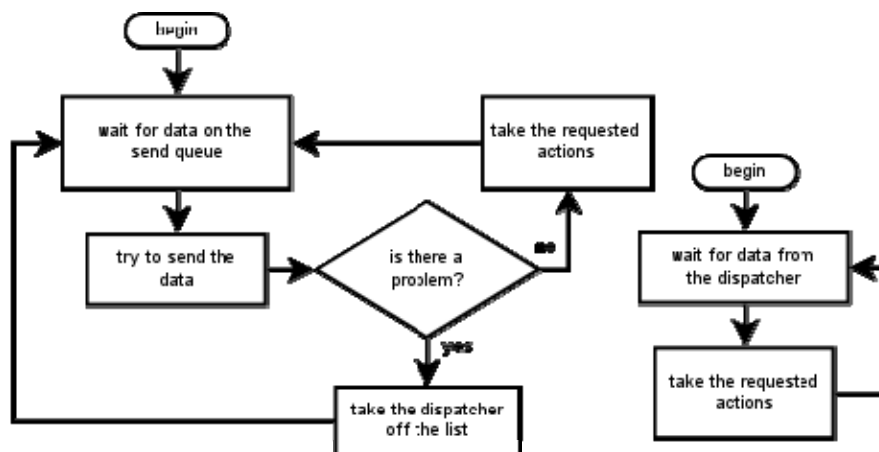 begin
wait for data on the
send queue
take the requested
actions
try to send the
data
is there a
problem?
no
yes
take the dispatcher
off the list
begin
wait for data from
the dispatcher
take the requested
actions